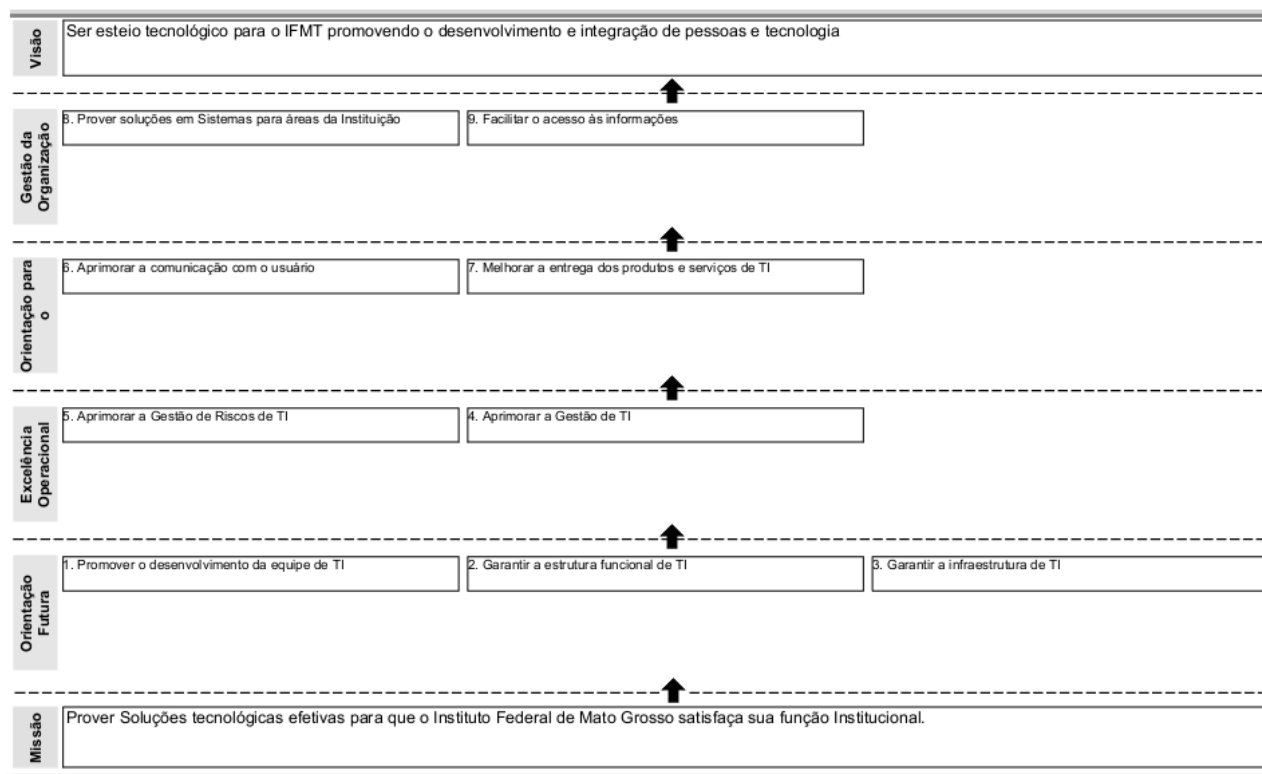 Visão
Ser esteio tecnológico para o IFMT promovendo o desenvolvimento e integração de pessoas e tecnologia
Gestão da
Organização
8. Prover soluções em Sistemas para áreas da Instituição
9. Facilitar o acesso às informações
Orientação para
o
6. Aprimorar a comunicação com o usuário
7. Melhorar a entrega dos produtos e serviços de TI
Excelência
Operacional
5. Aprimorar a Gestão de Riscos de TI
4. Aprimorar a Gestão de TI
Orientação
Futura
1. Promover o desenvolvimento da equipe de TI
2. Garantir a estrutura funcional de TI
3. Garantir a infraestrutura de TI
Missão
Prover Soluções tecnológicas efetivas para que o Instituto Federal de Mato Grosso satisfaça sua função Institucional.